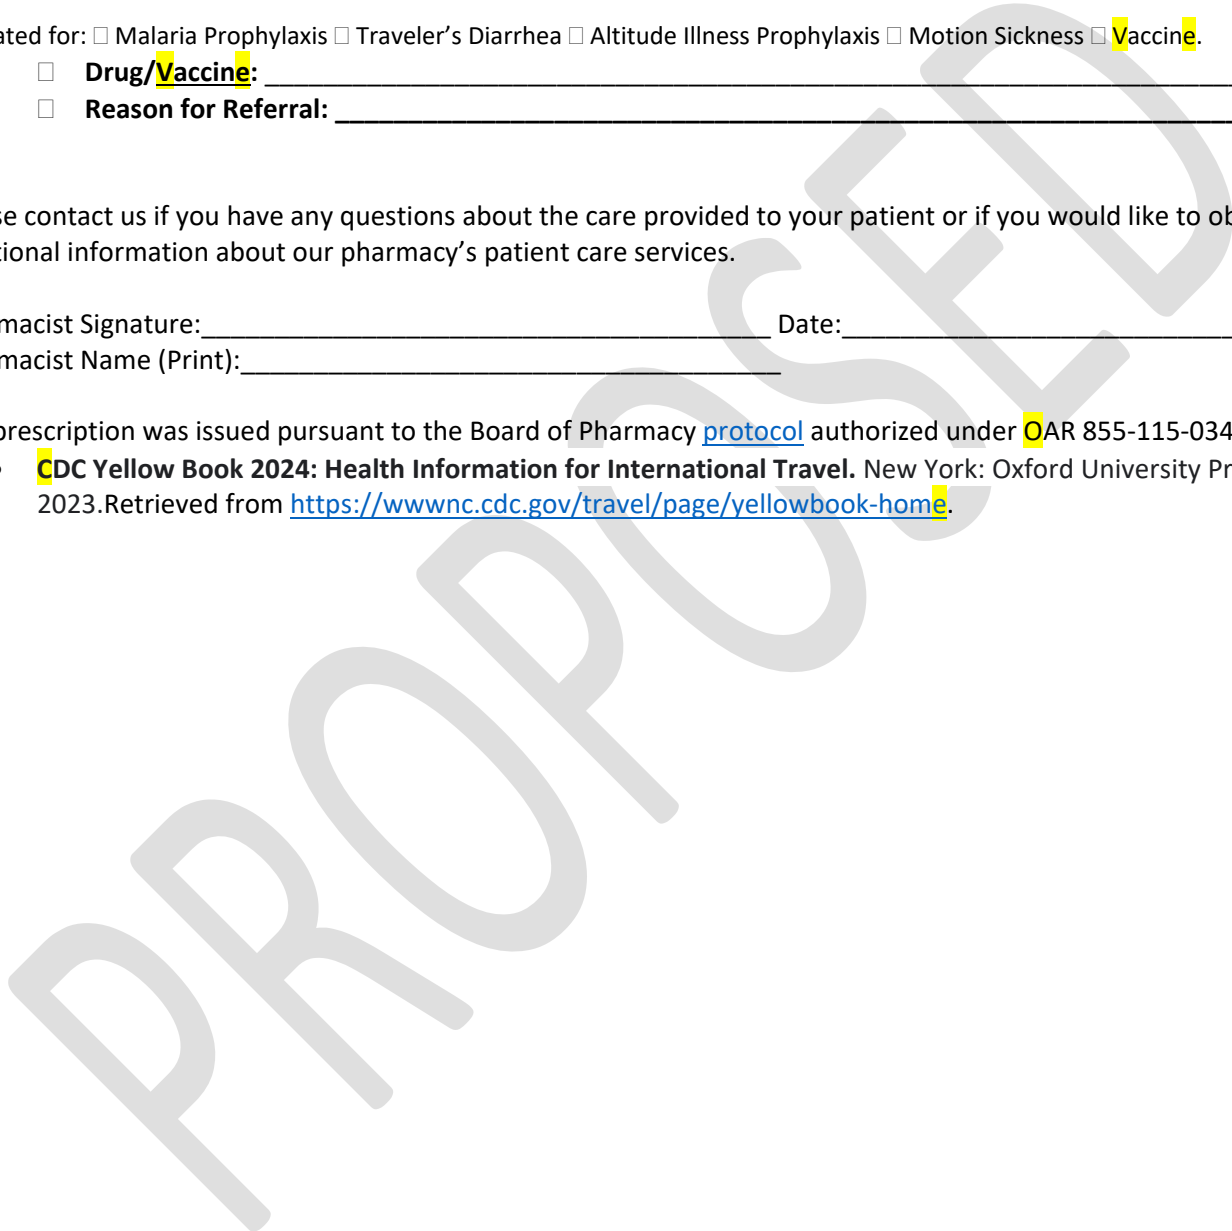 ated for: □ Malaria Prophylaxis □ Traveler’s Diarrhea □ Altitude Illness Prophylaxis □ Motion Sickness □ Vaccine.
□ Drug/Vaccine: ______________________________________________________________________
□ Reason for Referral: ________________________________________________________________
se contact us if you have any questions about the care provided to your patient or if you would like to ob
tional information about our pharmacy’s patient care services.
macist Signature:_________________________________________ Date:____________________________
macist Name (Print):_______________________________________
prescription was issued pursuant to the Board of Pharmacy protocol authorized under OAR 855-115-034
CDC Yellow Book 2024: Health Information for International Travel. New York: Oxford University Pr
2023.Retrieved from https://wwwnc.cdc.gov/travel/page/yellowbook-home.
PROPOSED